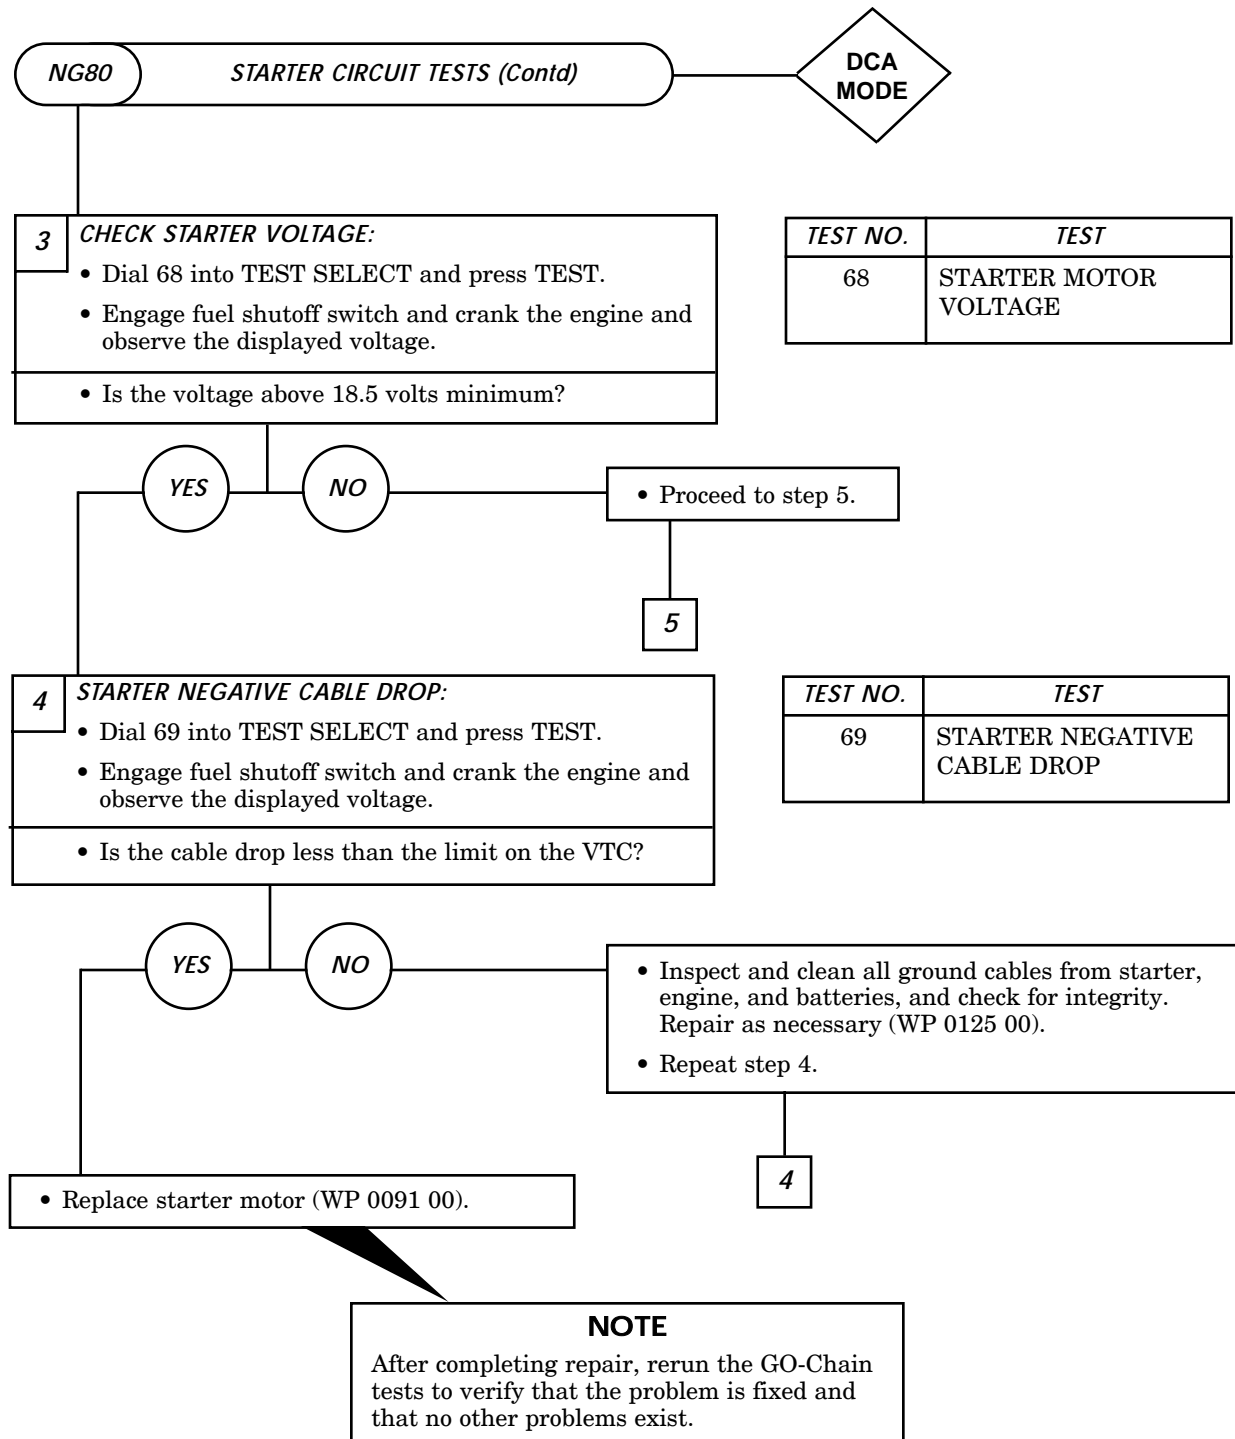 NG80
STARTER CIRCUIT TESTS (Contd)
DCA
MODE
3
CHECK STARTER VOLTAGE:
• Dial 68 into TEST SELECT and press TEST.
• Engage fuel shutoff switch and crank the engine and
observe the displayed voltage.
• Is the voltage above 18.5 volts minimum?
TEST NO.
TEST
68
STARTER MOTOR
VOLTAGE
YES
NO
• Proceed to step 5.
5
4
STARTER NEGATIVE CABLE DROP:
• Dial 69 into TEST SELECT and press TEST.
• Engage fuel shutoff switch and crank the engine and
observe the displayed voltage.
• Is the cable drop less than the limit on the VTC?
TEST NO.
TEST
69
STARTER NEGATIVE
CABLE DROP
YES
NO
• Inspect and clean all ground cables from starter,
engine, and batteries, and check for integrity.
Repair as necessary (WP 0125 00).
• Repeat step 4.
4
• Replace starter motor (WP 0091 00).
NOTE
After completing repair, rerun the GO-Chain
tests to verify that the problem is fixed and
that no other problems exist.